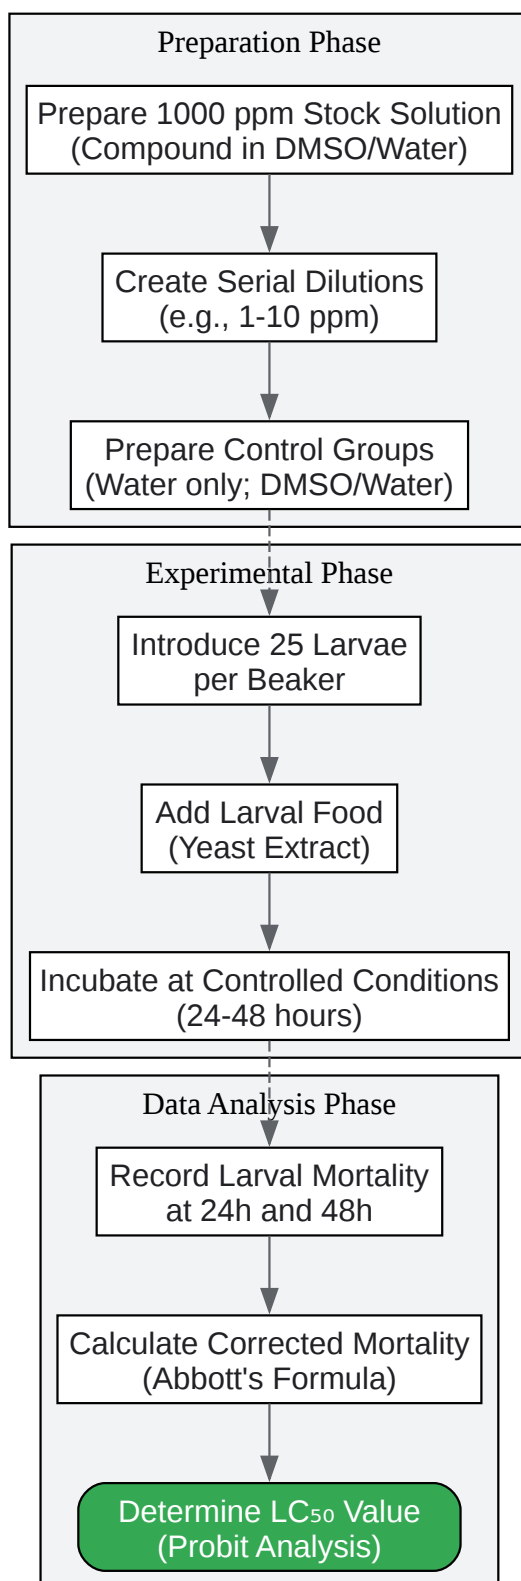 Preparation Phase
Prepare 1000 ppm Stock Solution
(Compound in DMSO/Water)
Create Serial Dilutions
(e.g., 1-10 ppm)
Prepare Control Groups
(Water only; DMSO/Water)
Experimental Phase
Introduce 25 Larvae
per Beaker
Add Larval Food
(Yeast Extract)
Incubate at Controlled Conditions
(24-48 hours)
Data Analysis Phase
Record Larval Mortality
at 24h and 48h
Calculate Corrected Mortality
(Abbott's Formula)
Determine LC₅₀ Value
(Probit Analysis)